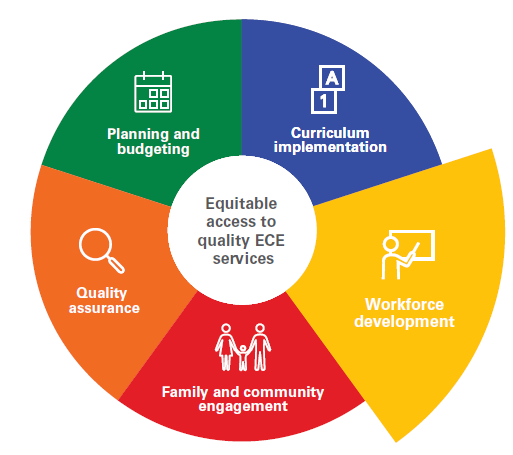 A
1
Planning and
budgeting
Curriculum
implementation
Equitable
access to
quality ECE
services
Quality
assurance
Workforce
development
Family and community
engagement